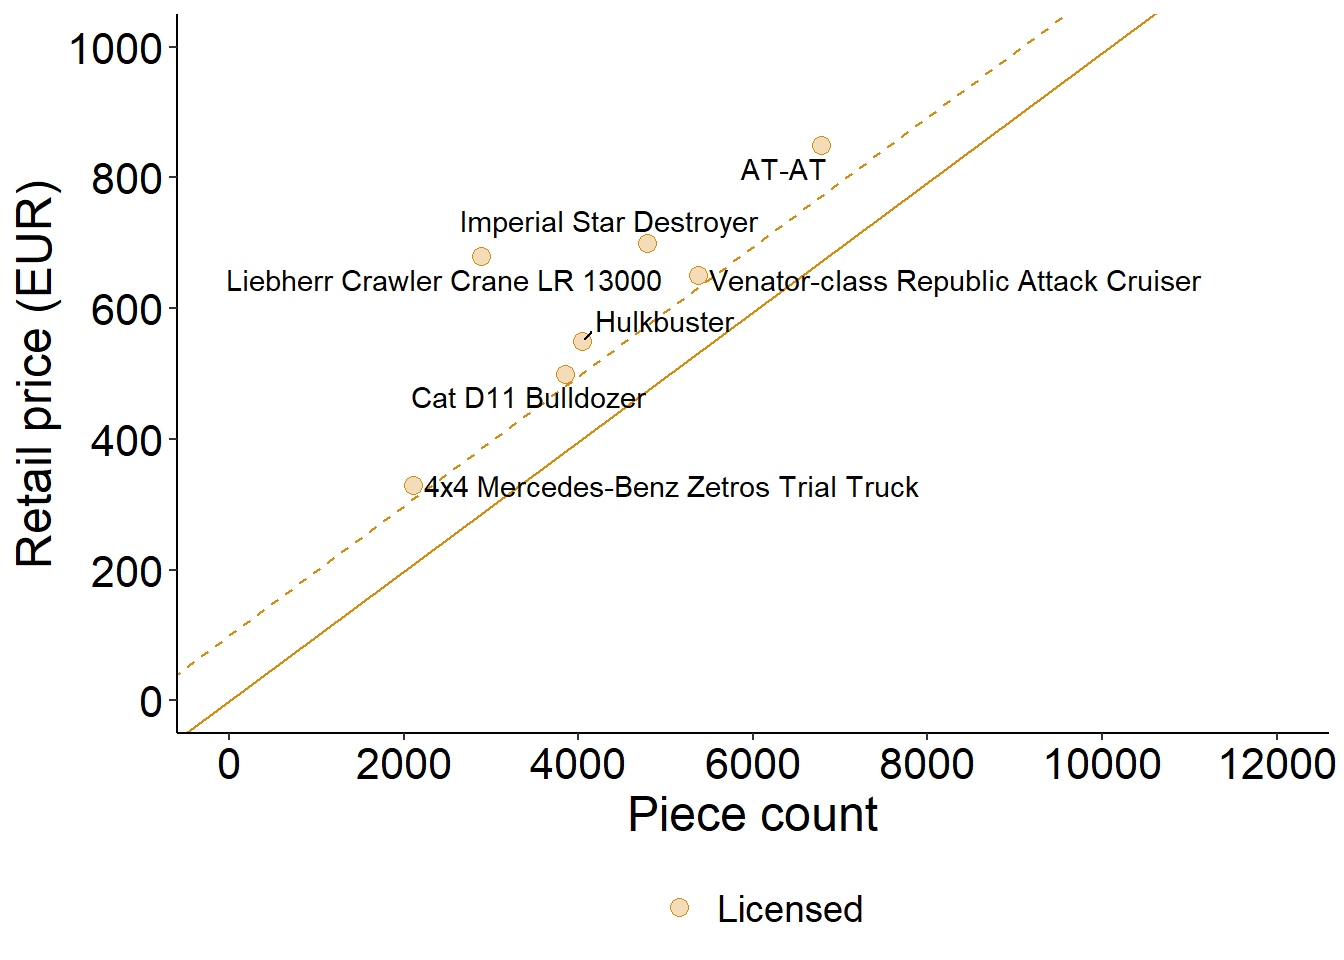 1000
800
600
400
200
0
Retail price (EUR)
AT-AT
Imperial Star Destroyer
Liebherr Crawler Crane LR 13000
Venator-class Republic Attack Cruiser
Hulkbuster
Cat D11 Bulldozer
4x4 Mercedes-Benz Zetros Trial Truck
0 2000 4000 6000 8000 10000 12000
Piece count
Licensed